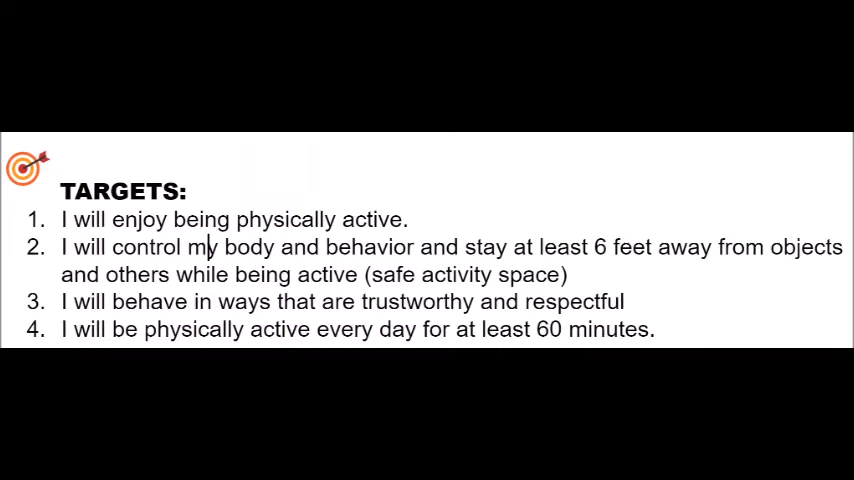 TARGETS:
1. I will enjoy being physically active.
2. I will control my body and behavior and stay at least 6 feet away from objects
and others while being active (safe activity space)
3. I will behave in ways that are trustworthy and respectful
4. I will be physically active every day for at least 60 minutes.